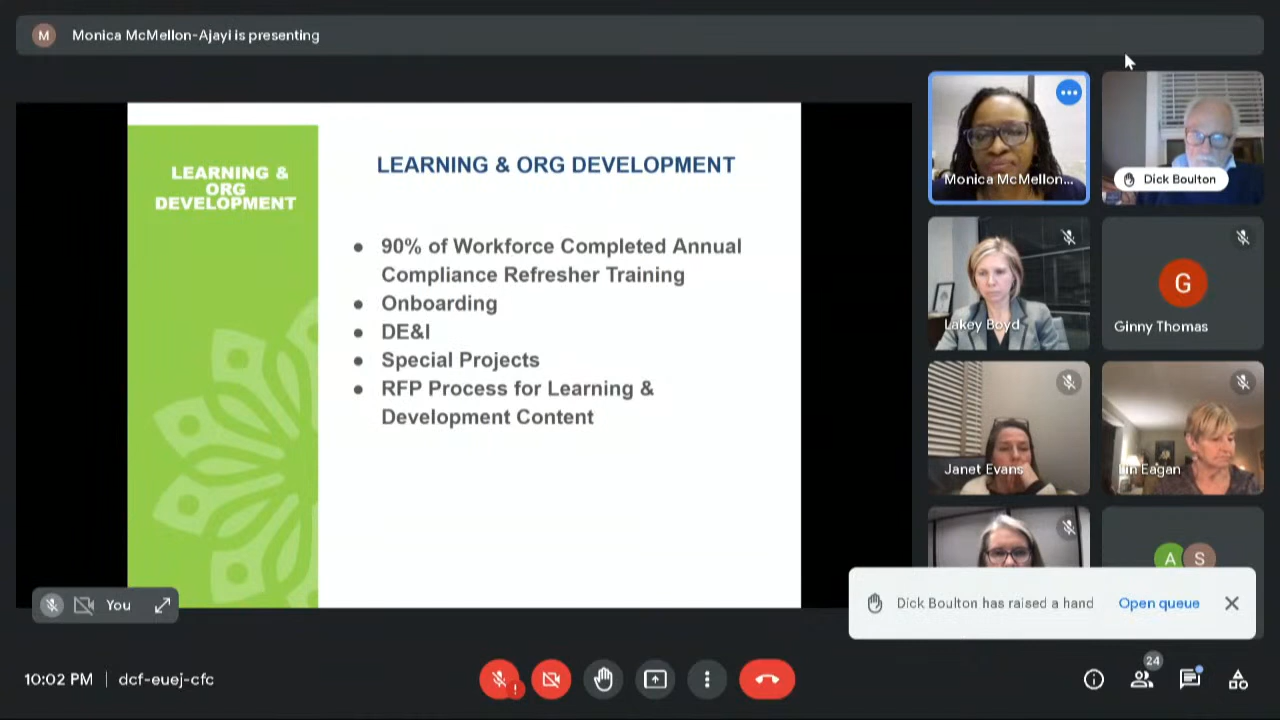 M
Monica McMellon-Ajayi is presenting
LEARNING &
ORG
DEVELOPMENT
LEARNING & ORG DEVELOPMENT
● 90% of Workforce Completed Annual
Compliance Refresher Training
● Onboarding
● DE&I
● Special Projects
● RFP Process for Learning &
Development Content
Monica McMellon...
Dick Boulton
Lakey Boyd
G
Ginny Thomas
Janet Evans
Lin Eagan
A S
You
Dick Boulton has raised a hand
Open queue
10:02 PM | dcf-euej-cfc
!
24